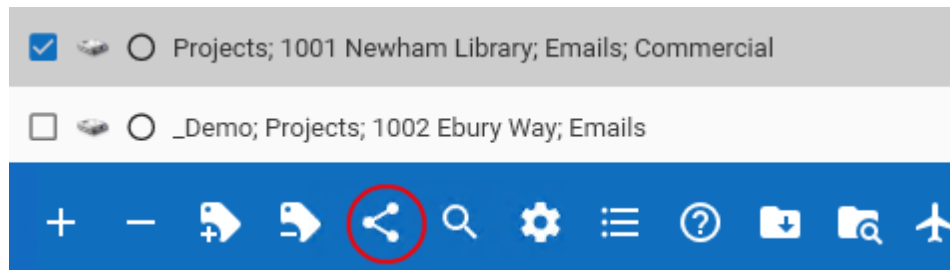 Projects; 1001 Newham Library; Emails; Commercial
_Demo; Projects; 1002 Ebury Way; Emails